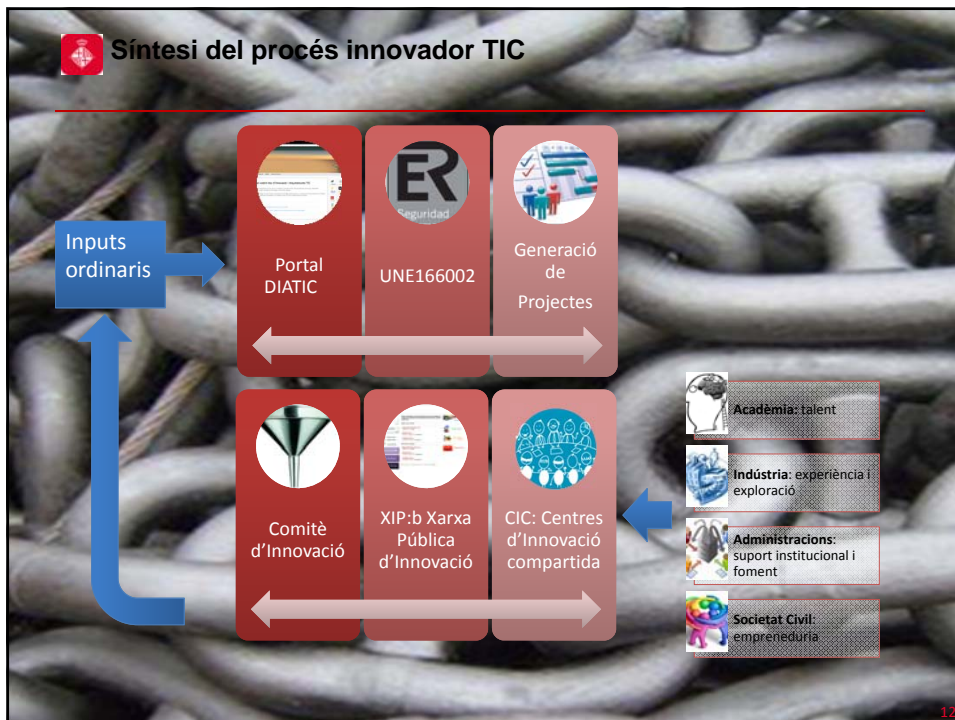 Síntesi del procés innovador TIC
Inputs
ordinaris
Portal
DIATIC
ER
Seguridad
UNE166002
Generació
de
Projectes
Comitè
d’Innovació
XIP:b Xarxa
Pública
d’Innovació
CIC: Centres
d’Innovació
compartida
Acadèmia: talent
Indústria: experiència i
exploració
Administracions:
suport institucional i
foment
Societat Civil:
empreneduria
12